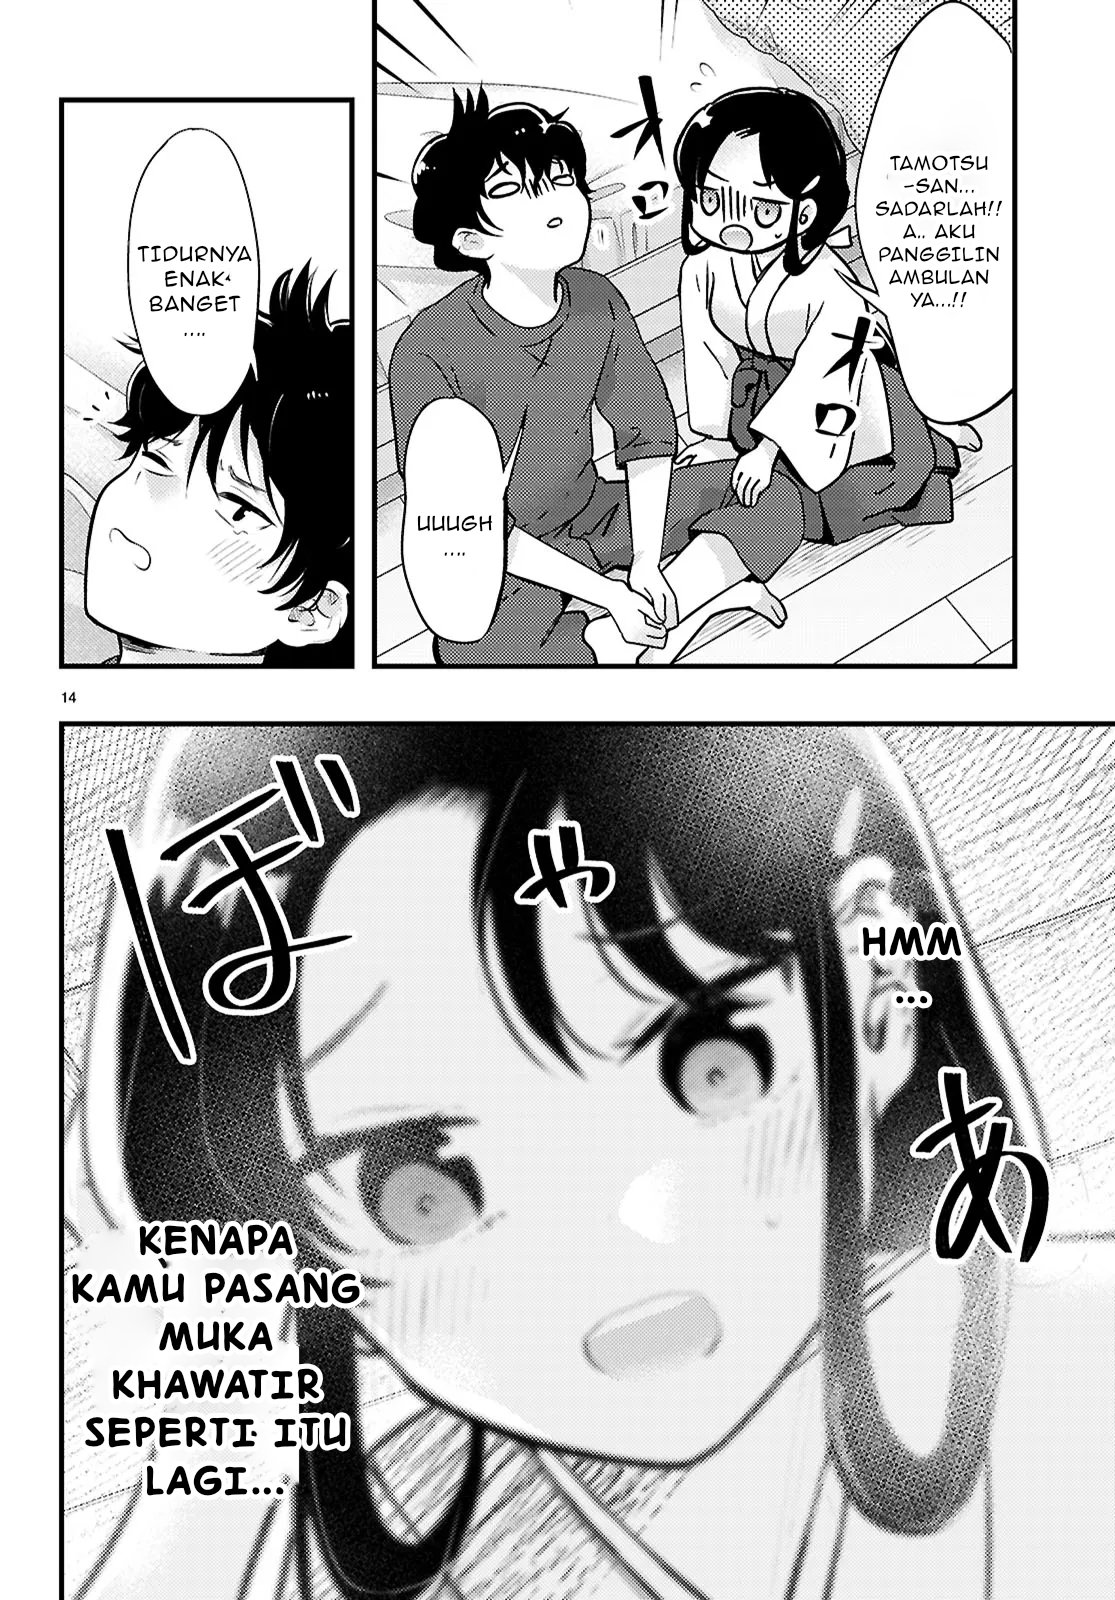 TAMOTSU
-SAN...
SADARLAH!!
A.. AKU
PANGGILIN
AMBULAN
YA...!!
オ
ロ
オ
ロ
UUUGH
....
TIDURNYA
ENAK
BANGET
....
14
ぼ
や
あ
HMM
...
KENAPA
KAMU PASANG
MUKA
KHAWATIR
SEPERTI ITU
LAGI...